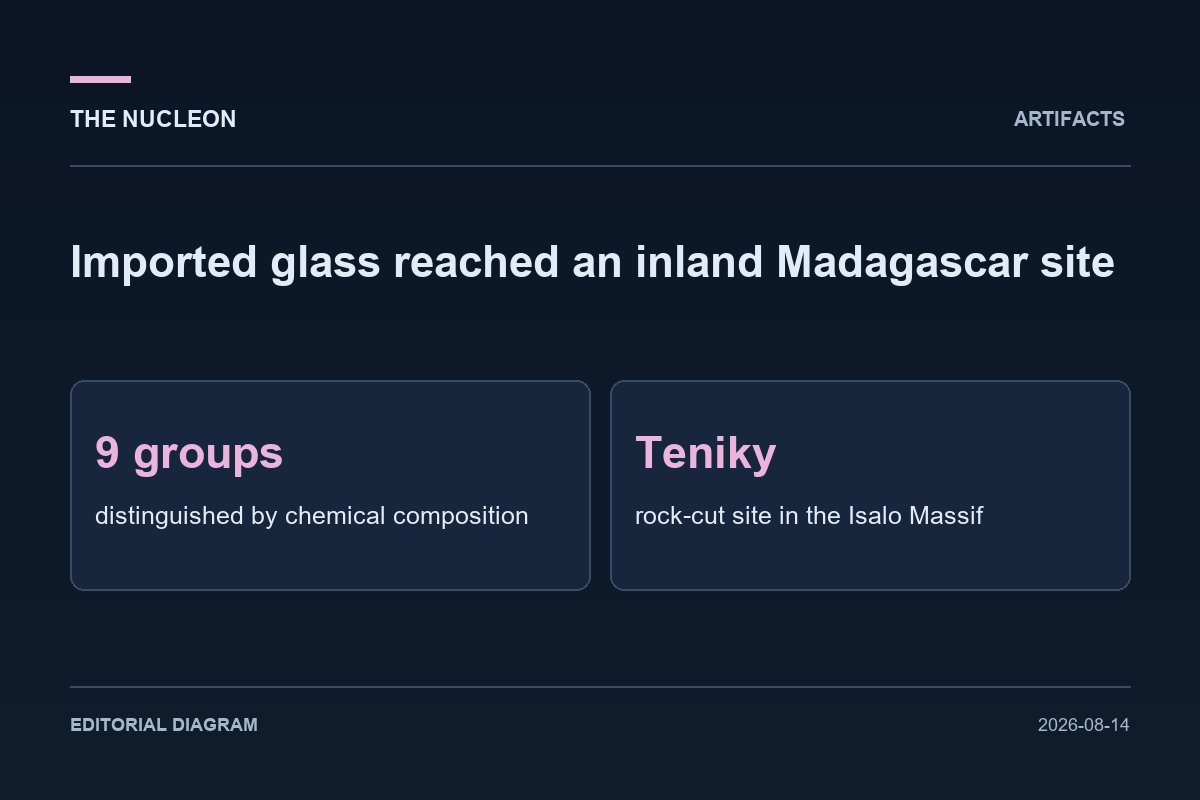 THE NUCLEON
ARTIFACTS
Imported glass reached an inland Madagascar site
9 groups
distinguished by chemical composition
Teniky
rock-cut site in the Isalo Massif
EDITORIAL DIAGRAM
2026-08-14